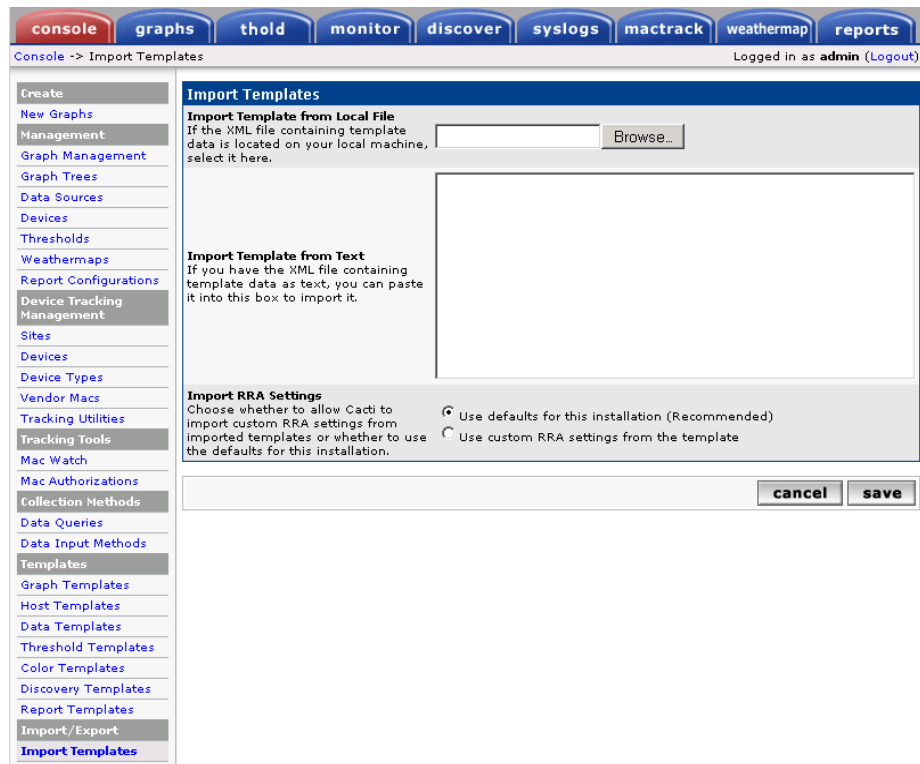 console graphs thold monitor discover syslogs mactrack weathermap reports
Console -> Import Templates
Logged in as admin (Logout)
Create
New Graphs
Management
Graph Management
Graph Trees
Data Sources
Devices
Thresholds
Weathermaps
Report Configurations
Device Tracking
Management
Sites
Devices
Device Types
Vendor Macs
Tracking Utilities
Tracking Tools
Mac Watch
Mac Authorizations
Collection Methods
Data Queries
Data Input Methods
Templates
Graph Templates
Host Templates
Data Templates
Threshold Templates
Color Templates
Discovery Templates
Report Templates
Import/Export
Import Templates
Import Templates
Import Template from Local File
If the XML file containing template
data is located on your local machine,
select it here.
Browse...
Import Template from Text
If you have the XML file containing
template data as text, you can paste
it into this box to import it.
Import RRA Settings
Choose whether to allow Cacti to
import custom RRA settings from
imported templates or whether to use
the defaults for this installation.
Use defaults for this installation (Recommended)
Use custom RRA settings from the template
cancel save